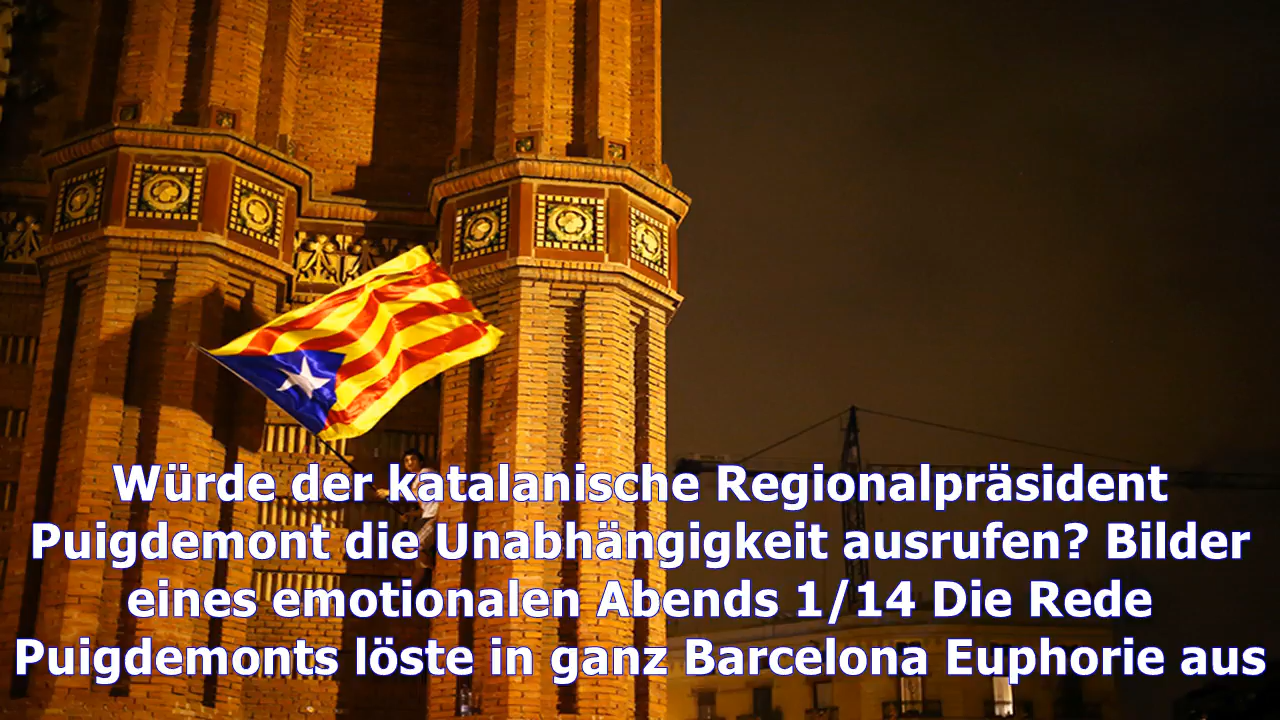 Würde der katalanische Regionalpräsident
Puigdemont die Unabhängigkeit ausrufen? Bilder
eines emotionalen Abends 1/14 Die Rede
Puigdemonts löste in ganz Barcelona Euphorie aus